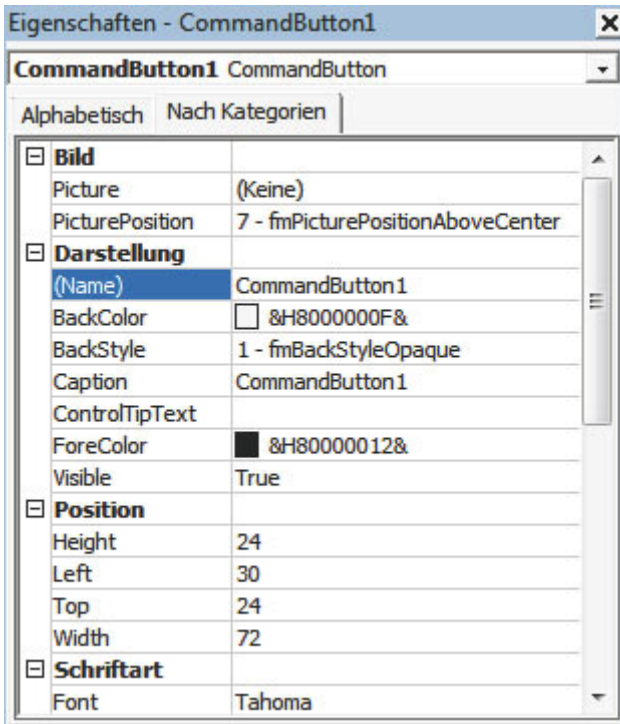 Eigenschaften - CommandButton1
CommandButton1 CommandButton
Alphabetisch Nach Kategorien
Bild
Picture (Keine)
PicturePosition 7 - fmPicturePositionAboveCenter
Darstellung
(Name) CommandButton1
BackColor &H8000000F&
BackStyle 1 - fmBackStyleOpaque
Caption CommandButton1
ControlTipText
ForeColor &H80000012&
Visible True
Position
Height 24
Left 30
Top 24
Width 72
Schriftart
Font Tahoma